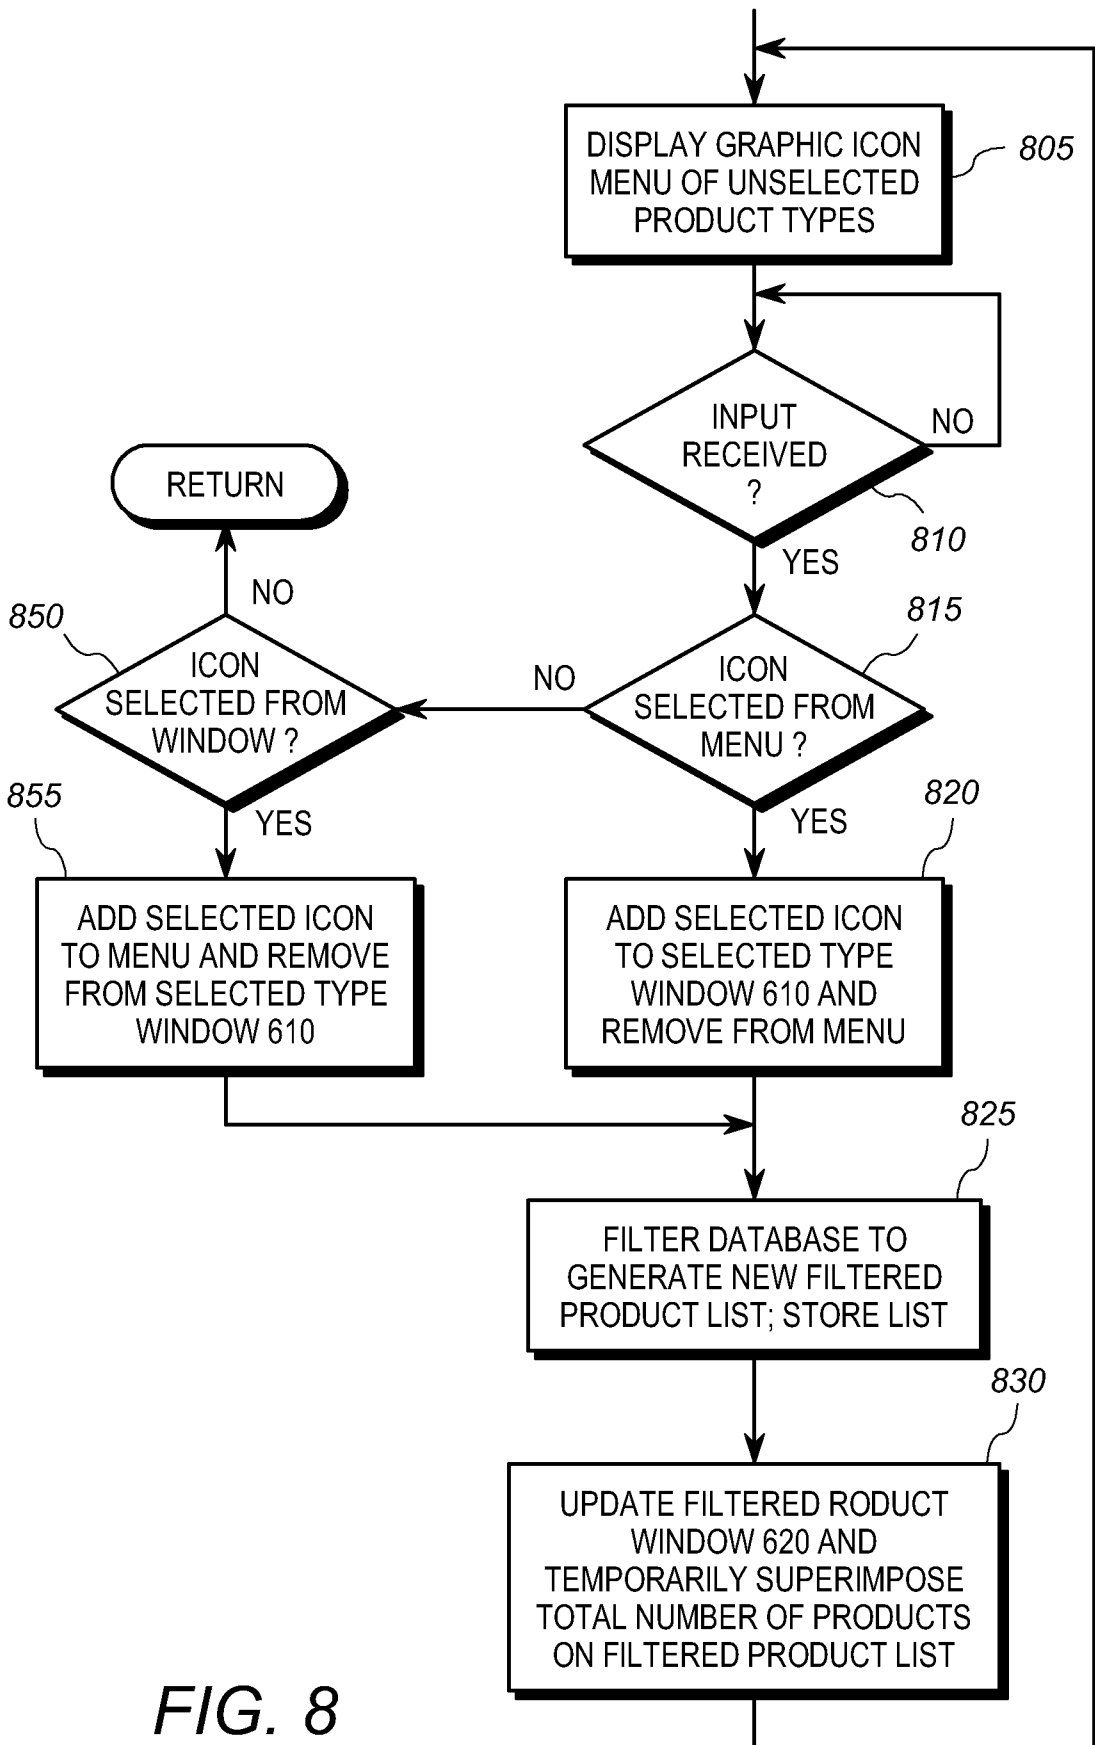 DISPLAY GRAPHIC ICON
MENU OF UNSELECTED
PRODUCT TYPES
805
INPUT
RECEIVED
?
NO
810
YES
RETURN
NO
850
ICON
SELECTED FROM
WINDOW ?
NO
815
ICON
SELECTED FROM
MENU ?
855
YES
820
YES
ADD SELECTED ICON
TO MENU AND REMOVE
FROM SELECTED TYPE
WINDOW 610
ADD SELECTED ICON
TO SELECTED TYPE
WINDOW 610 AND
REMOVE FROM MENU
825
FILTER DATABASE TO
GENERATE NEW FILTERED
PRODUCT LIST; STORE LIST
830
UPDATE FILTERED RODUCT
WINDOW 620 AND
TEMPORARILY SUPERIMPOSE
TOTAL NUMBER OF PRODUCTS
ON FILTERED PRODUCT LIST
FIG. 8